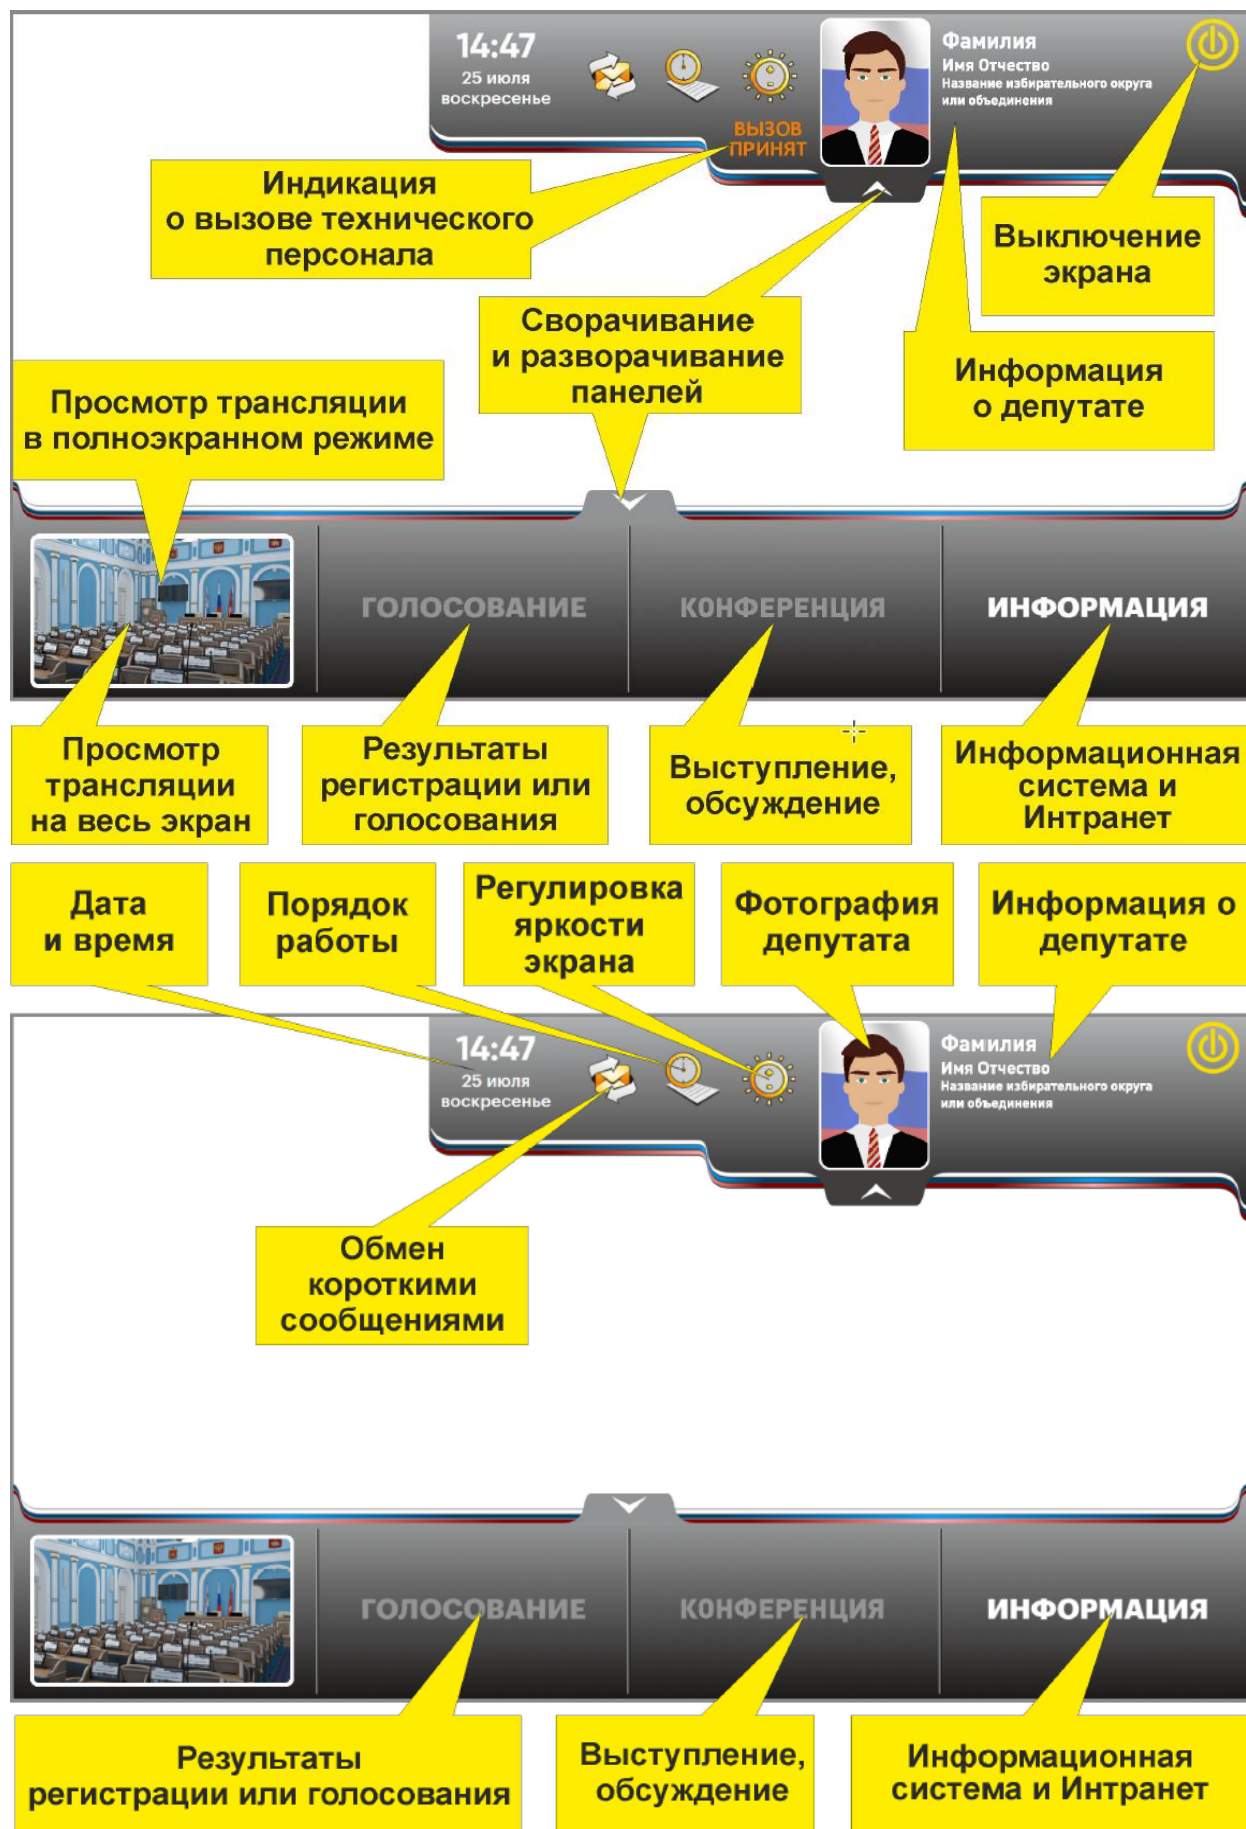 14:47
25 июля
воскресенье
ВЫЗОВ
ПРИНЯТ
Фамилия
Имя Отчество
Название избирательного округа
или объединения
Индикация
о вызове технического
персонала
Выключение
экрана
Сворачивание
и разворачивание
панелей
Информация
о депутате
Просмотр трансляции
в полноэкранном режиме
ГОЛОСОВАНИЕ
КОНФЕРЕНЦИЯ
ИНФОРМАЦИЯ
Просмотр
трансляции
на весь экран
Результаты
регистрации или
голосования
Выступление,
обсуждение
Информационная
система и
Интранет
Дата
и время
Порядок
работы
Регулировка
яркости
экрана
Фотография
депутата
Информация о
депутате
14:47
25 июля
воскресенье
Фамилия
Имя Отчество
Название избирательного округа
или объединения
Обмен
короткими
сообщениями
ГОЛОСОВАНИЕ
КОНФЕРЕНЦИЯ
ИНФОРМАЦИЯ
Результаты
регистрации или голосования
Выступление,
обсуждение
Информационная
система и Интранет